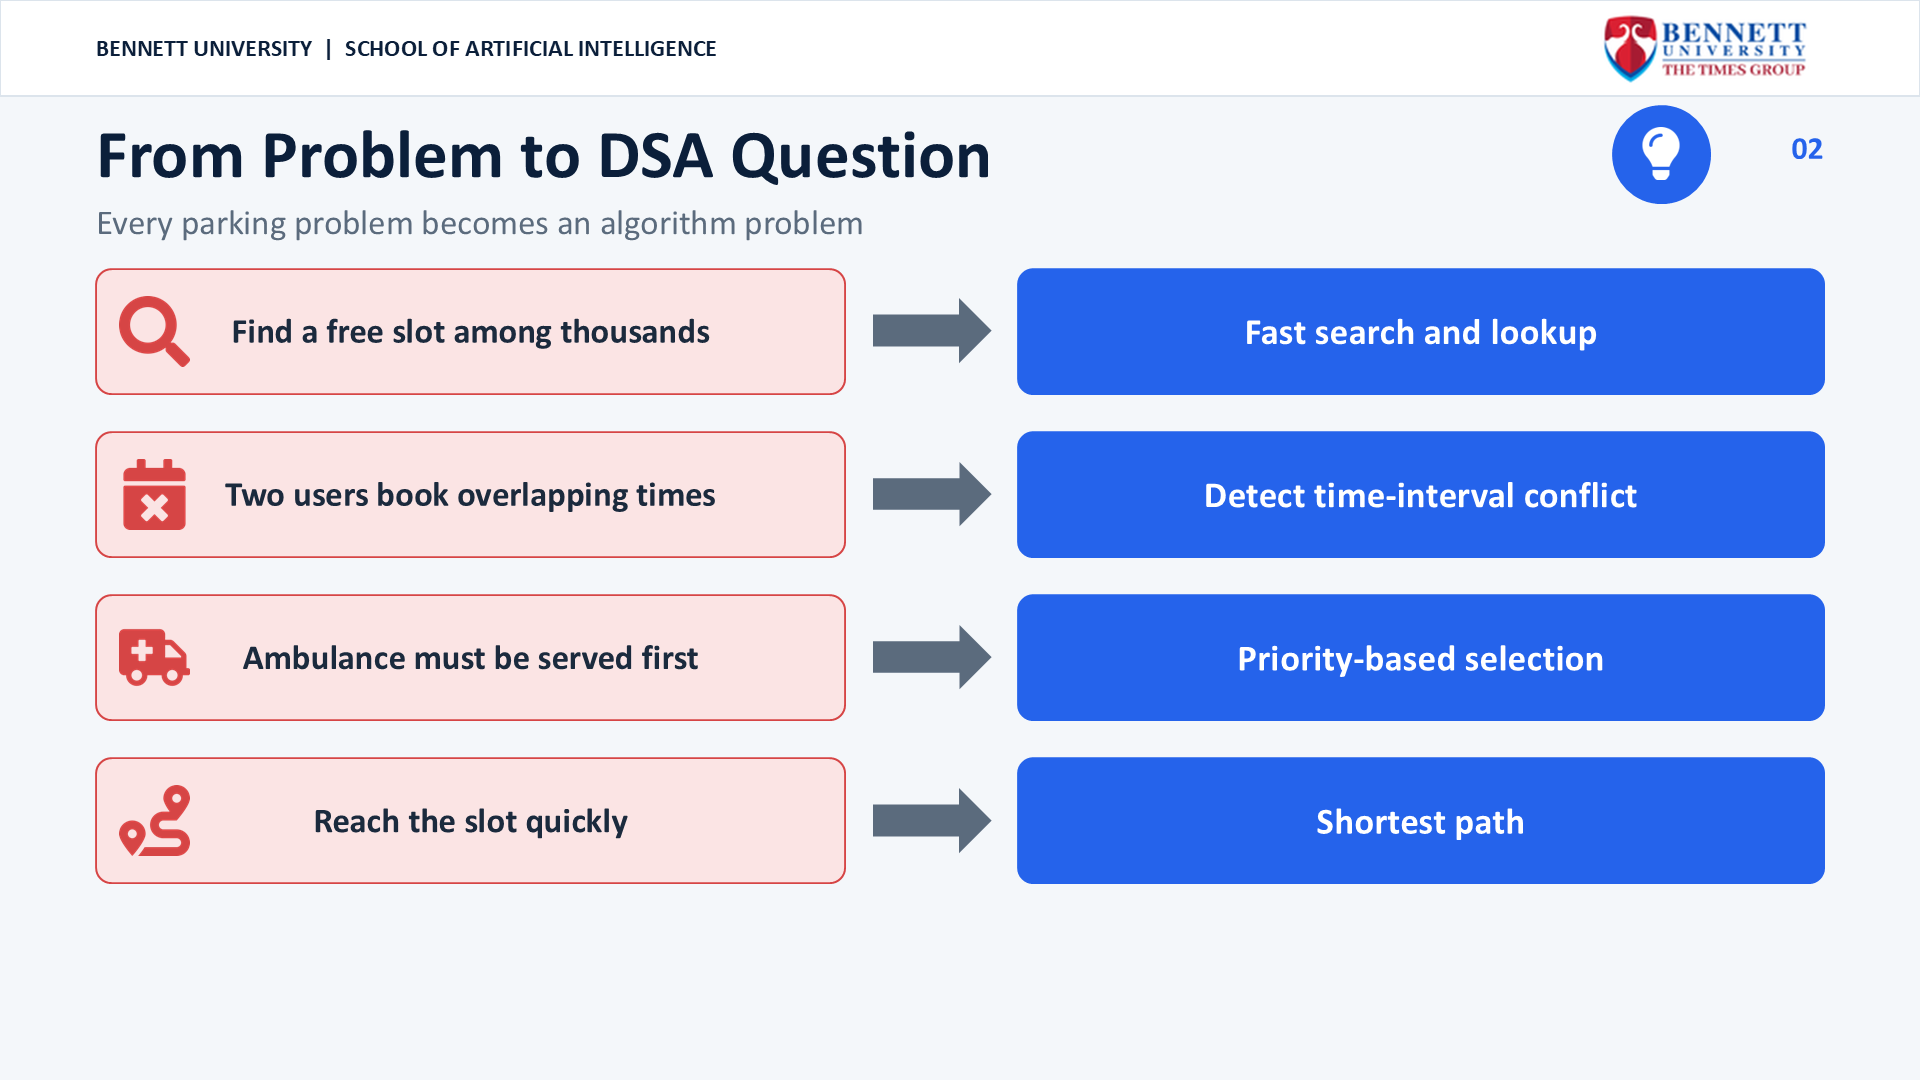 BENNETT UNIVERSITY | SCHOOL OF ARTIFICIAL INTELLIGENCE
BENNETT
UNIVERSITY
THE TIMES GROUP
From Problem to DSA Question
02
Every parking problem becomes an algorithm problem
Find a free slot among thousands
Fast search and lookup
Two users book overlapping times
Detect time-interval conflict
Ambulance must be served first
Priority-based selection
Reach the slot quickly
Shortest path